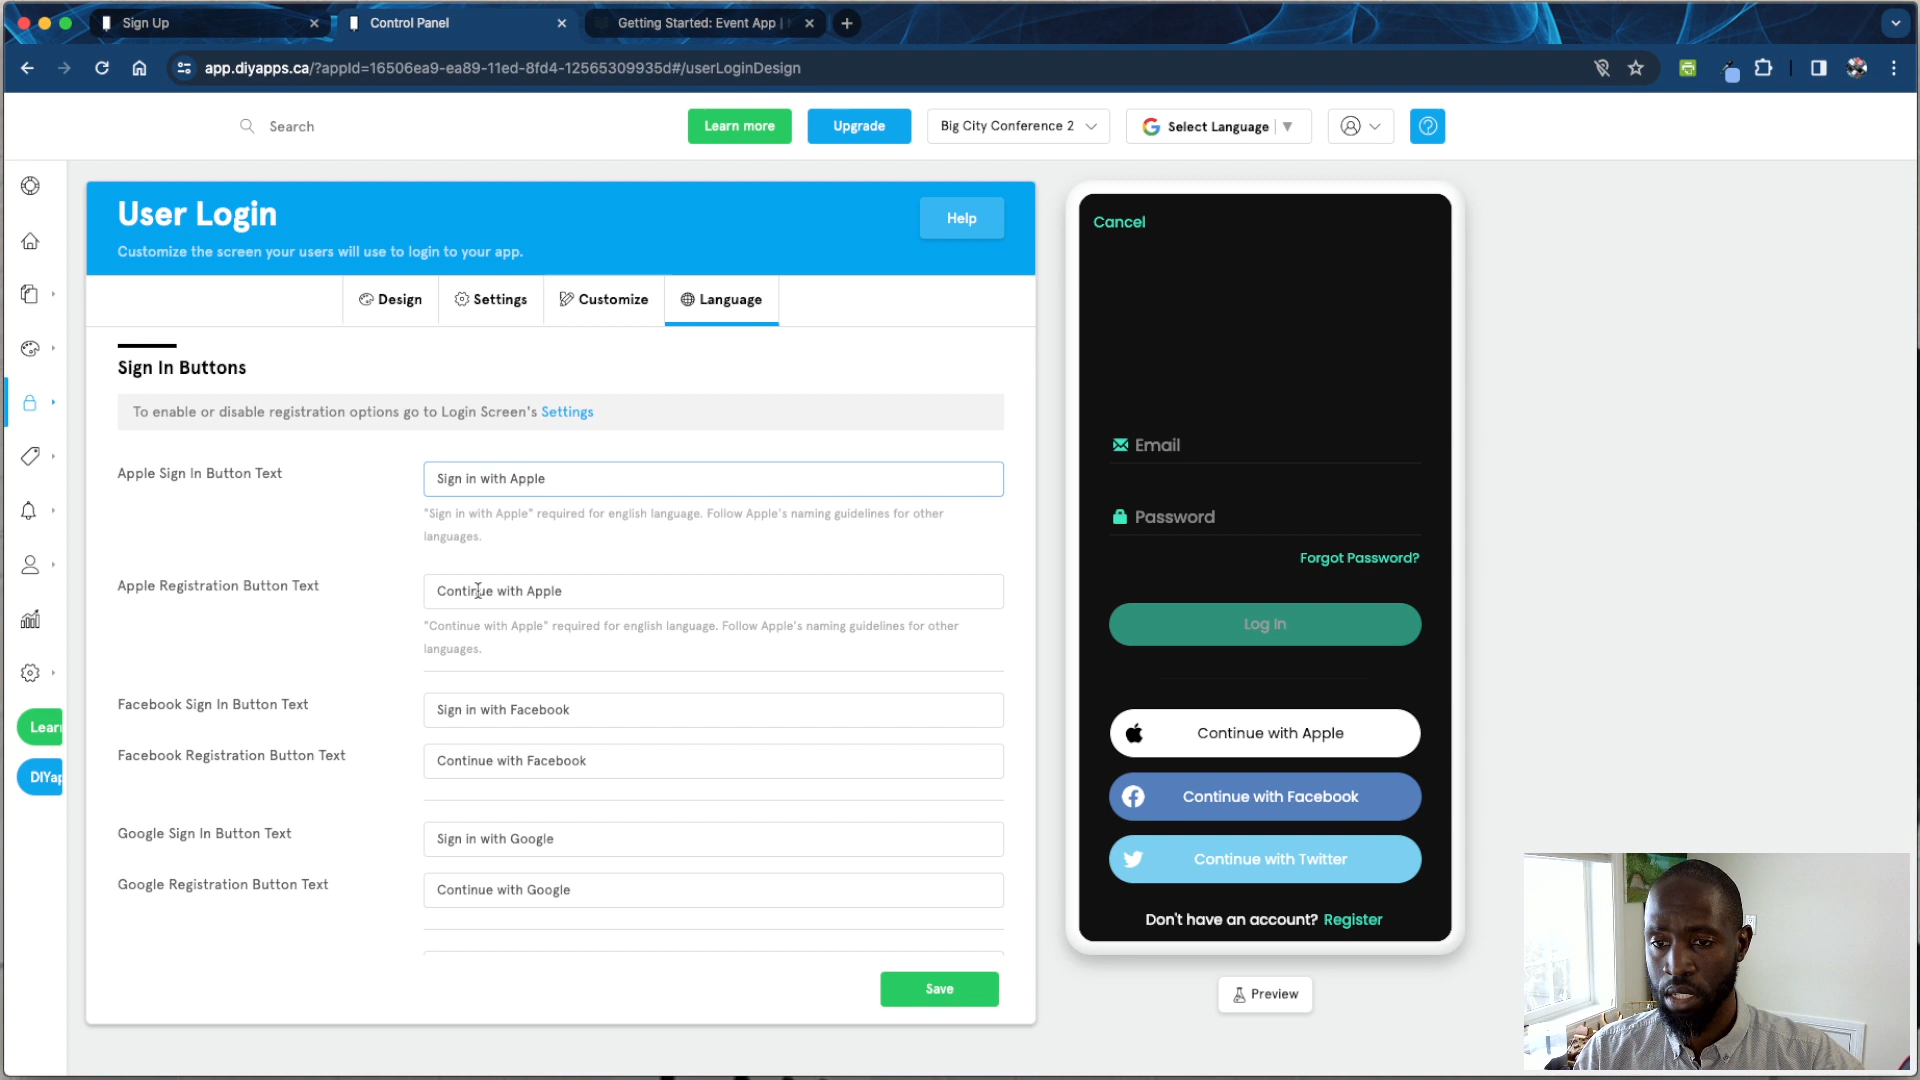 Sign Up
Control Panel
Getting Started: Event App |
app.diyapps.ca/?appId=16506ea9-ea89-11ed-8fd4-12565309935d#/userLoginDesign
Search
Learn more
Upgrade
Big City Conference 2
Select Language
User Login
Help
Customize the screen your users will use to login to your app.
Design
Settings
Customize
Language
Sign In Buttons
To enable or disable registration options go to Login Screen's Settings
Apple Sign In Button Text
Sign in with Apple
"Sign in with Apple" required for english language. Follow Apple's naming guidelines for other
languages.
Apple Registration Button Text
Continue with Apple
"Continue with Apple" required for english language. Follow Apple's naming guidelines for other
languages.
Facebook Sign In Button Text
Sign in with Facebook
Facebook Registration Button Text
Continue with Facebook
Google Sign In Button Text
Sign in with Google
Google Registration Button Text
Continue with Google
Save
Lear
DIYap
Cancel
Email
Password
Forgot Password?
Log In
Continue with Apple
Continue with Facebook
Continue with Twitter
Don't have an account? Register
Preview